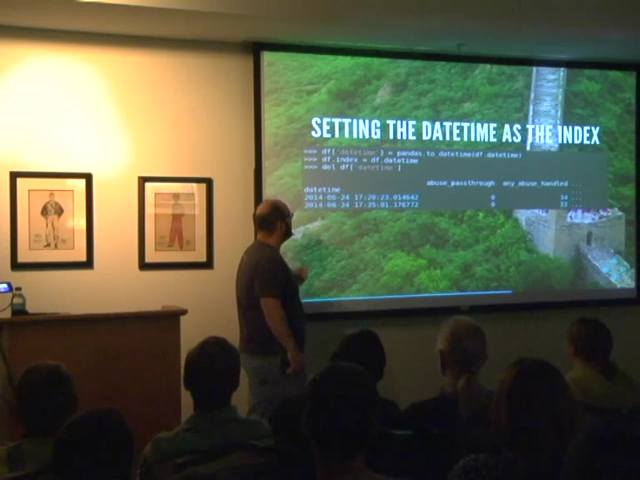 SETTING THE DATETIME AS THE INDEX
>>> df['datetime'] = pandas.to_datetime(df.datetime)
>>> df.index = df.datetime
>>> del df['datetime']
abuse_passthrough any_abuse_handled ...
datetime
2014-06-24 17:20:23.014642 0 34 ...
2014-06-24 17:25:01.176772 0 32 ...